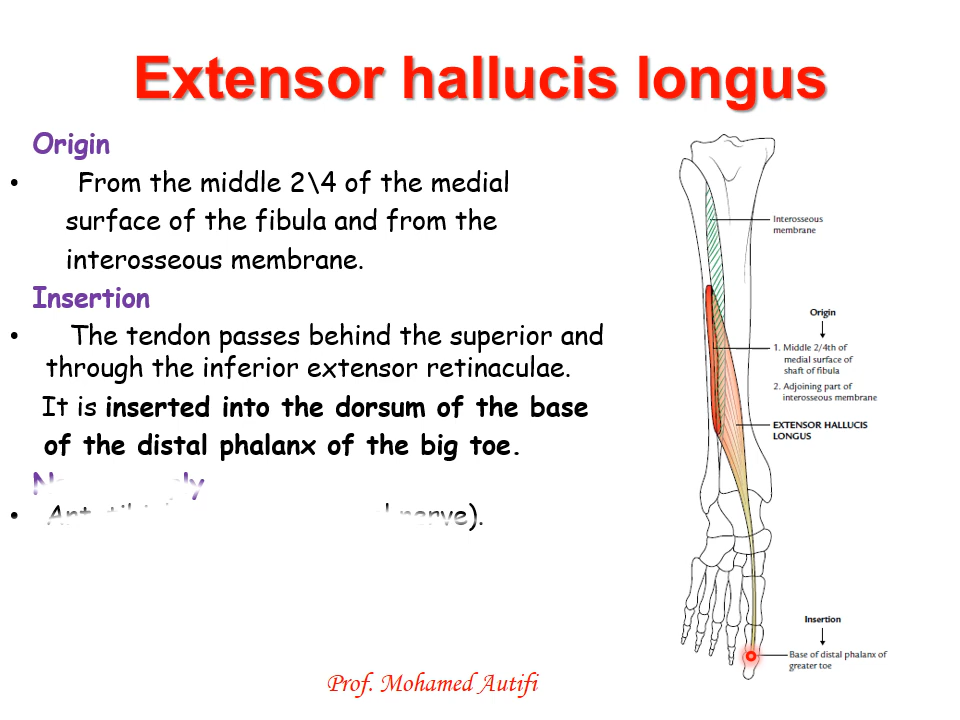 Extensor hallucis longus
Origin
• From the middle 2\4 of the medial
surface of the fibula and from the
interosseous membrane.
Insertion
• The tendon passes behind the superior and
through the inferior extensor retinaculae.
It is inserted into the dorsum of the base
of the distal phalanx of the big toe.
• nerve).
Interosseous
membrane
Origin
1. Middle 2/4th of
medial surface of
shaft of fibula
2. Adjoining part of
interosseous membrane
EXTENSOR HALLUCIS
LONGUS
Insertion
Base of distal phalanx of
greater toe
Prof. Mohamed Autifi